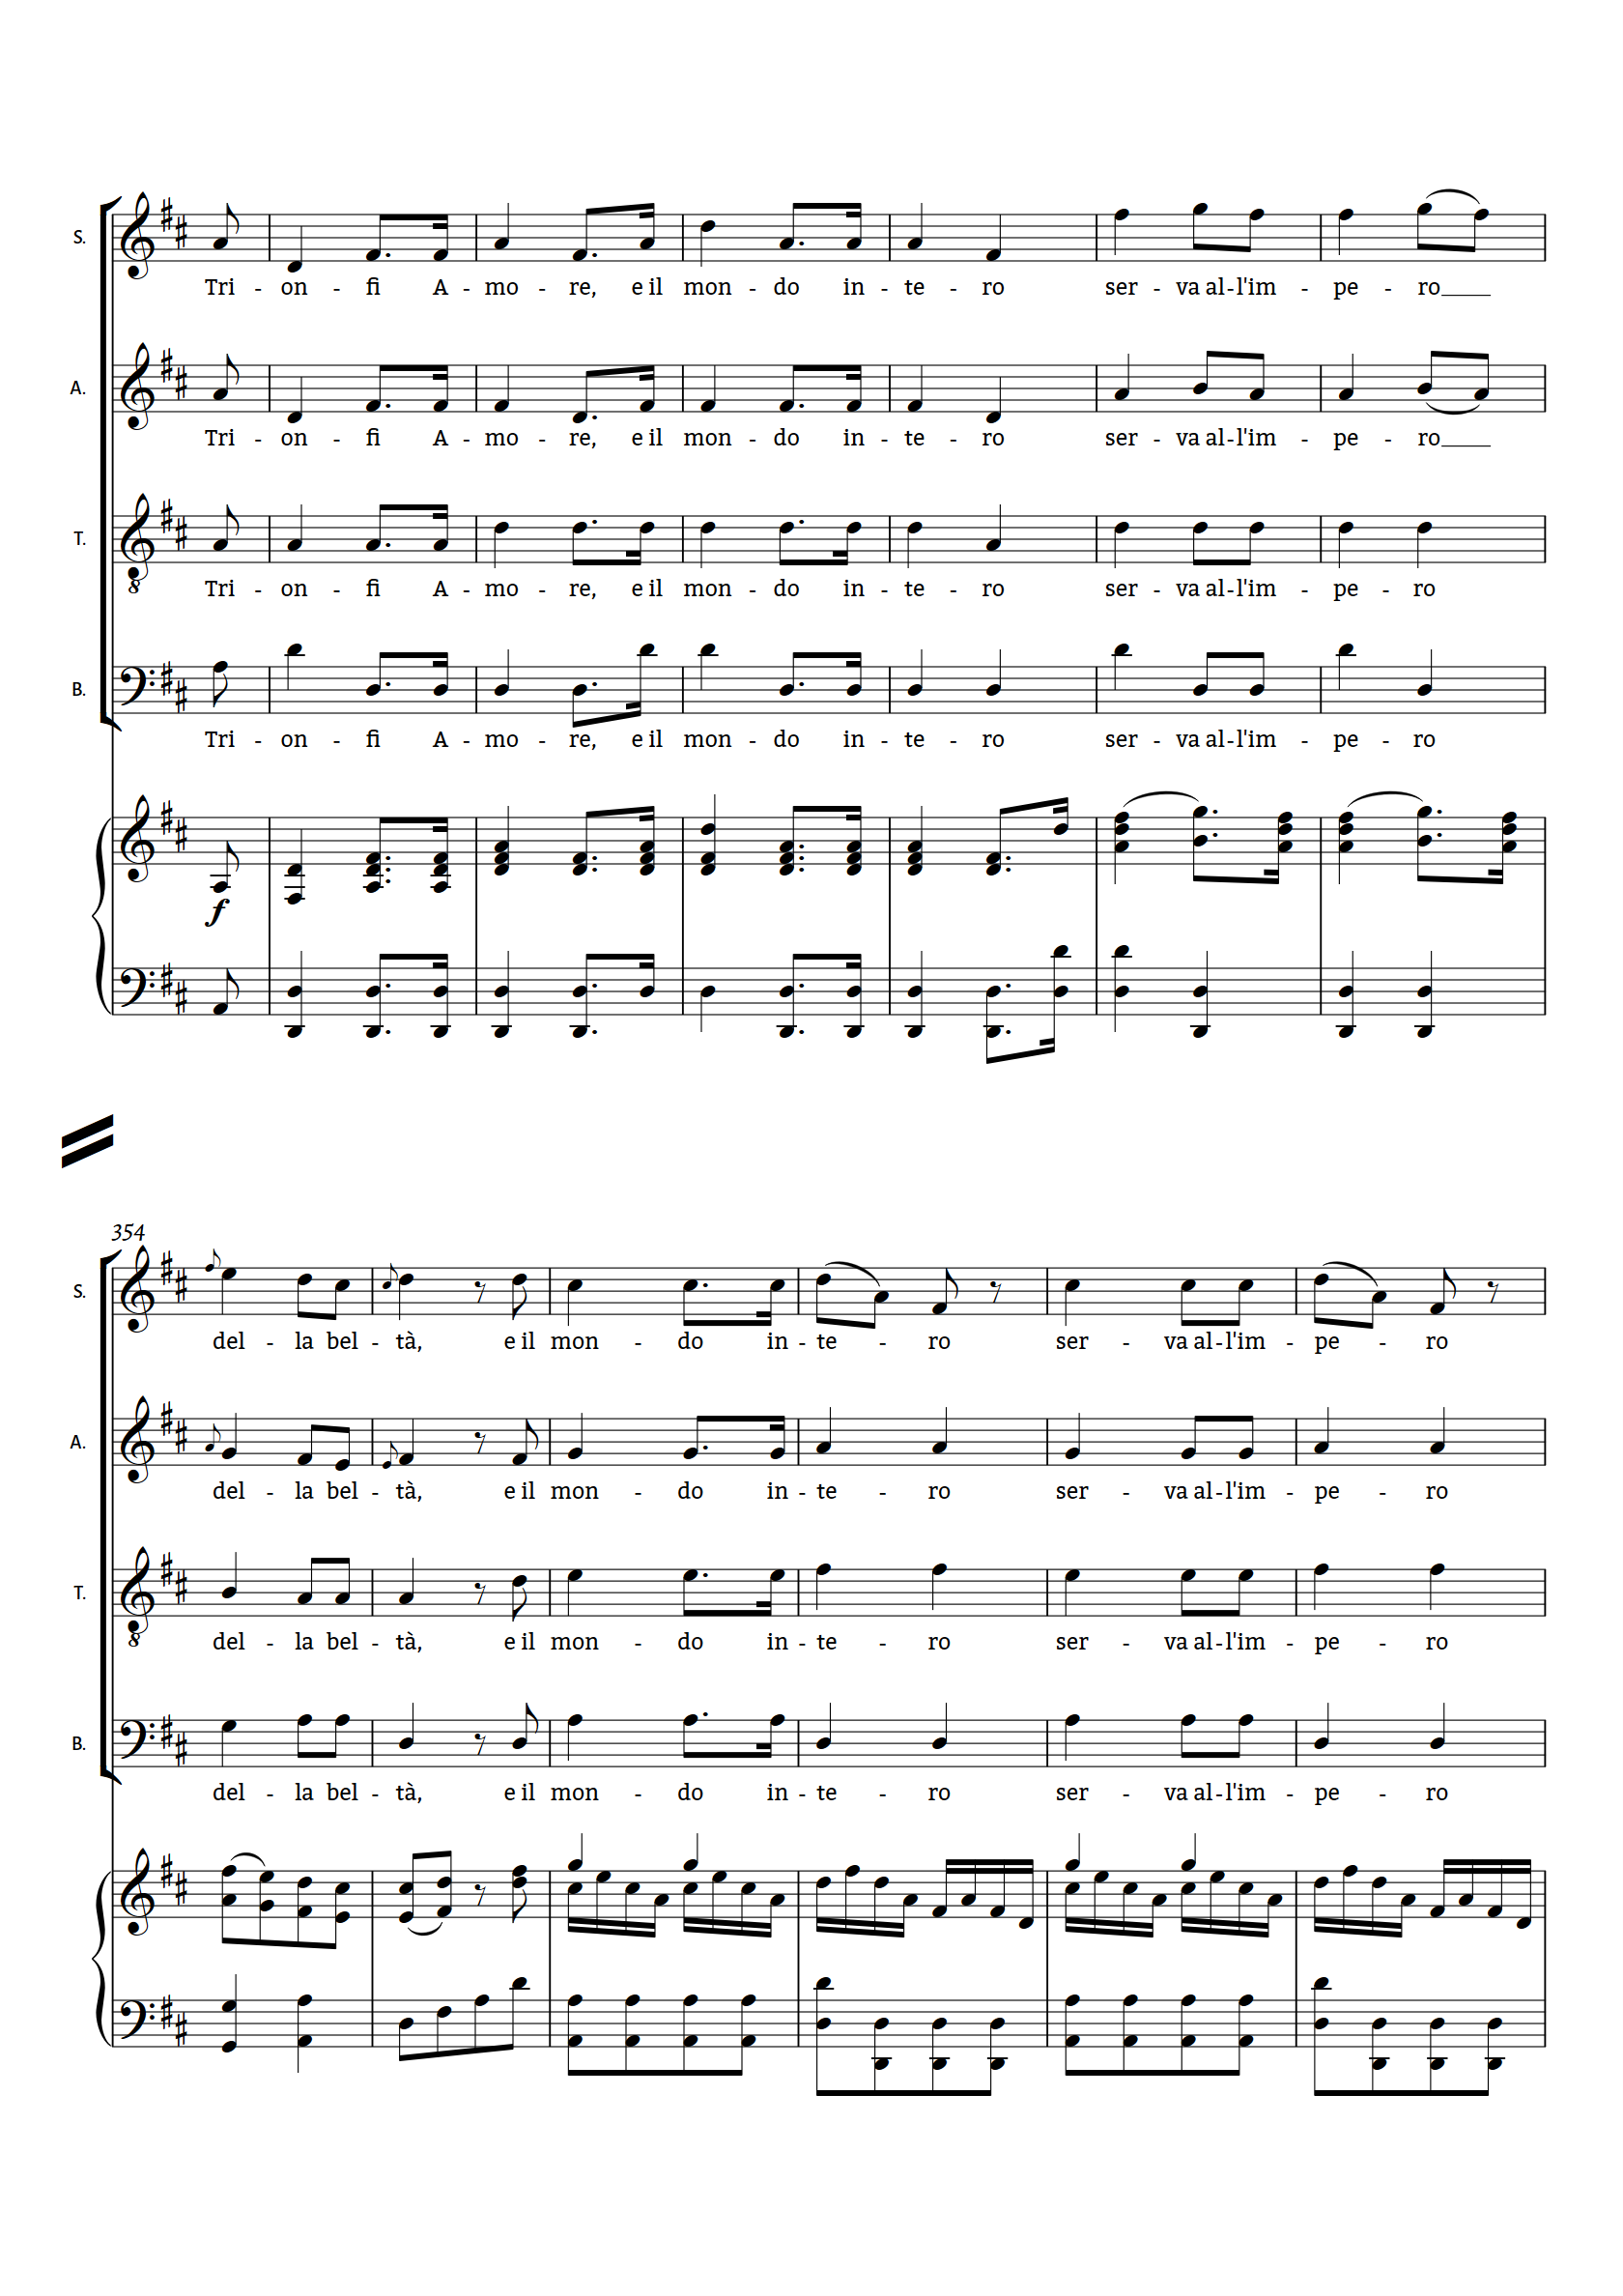 S.
Tri - on - fi A - mo - re, e il mon - do in - te - ro ser - va al - l'im - pe - ro
A.
Tri - on - fi A - mo - re, e il mon - do in - te - ro ser - va al - l'im - pe - ro
T.
8
Tri - on - fi A - mo - re, e il mon - do in - te - ro ser - va al - l'im - pe - ro
B.
Tri - on - fi A - mo - re, e il mon - do in - te - ro ser - va al - l'im - pe - ro
f
354
S.
del - la bel - tà, e il mon - do in - te - ro ser - va al - l'im - pe - ro
A.
del - la bel - tà, e il mon - do in - te - ro ser - va al - l'im - pe - ro
T.
8
del - la bel - tà, e il mon - do in - te - ro ser - va al - l'im - pe - ro
B.
del - la bel - tà, e il mon - do in - te - ro ser - va al - l'im - pe - ro